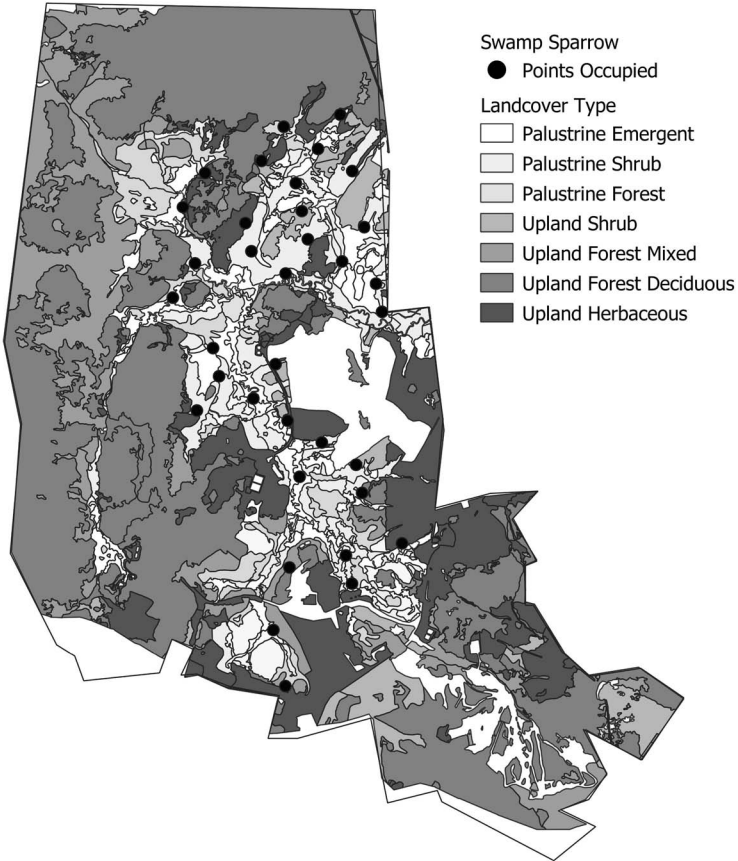 Swamp Sparrow
Points Occupied
Landcover Type
Palustrine Emergent
Palustrine Shrub
Palustrine Forest
Upland Shrub
Upland Forest Mixed
Upland Forest Deciduous
Upland Herbaceous